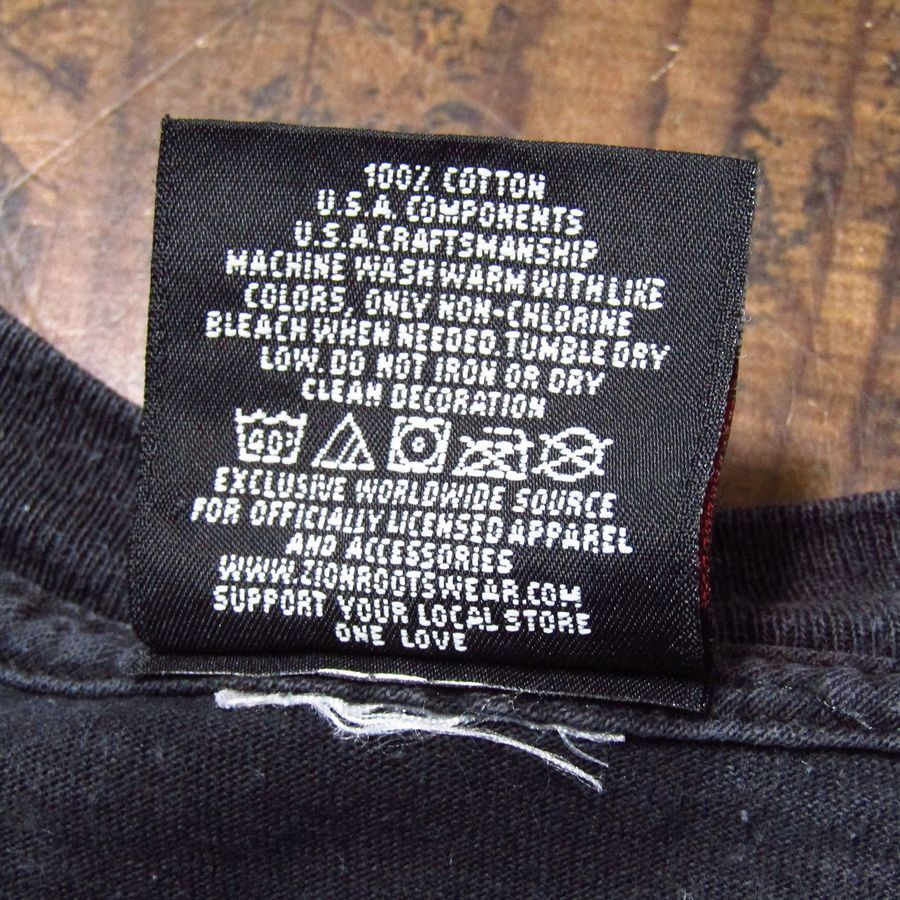 100% COTTON
U.S.A. COMPONENTS
U.S.A. CRAFTSMANSHIP
MACHINE WASH WARM WITH LIKE
COLORS, ONLY NON-CHLORINE
BLEACH WHEN NEEDED. TUMBLE DRY
LOW. DO NOT IRON OR DRY
CLEAN DECORATION
40°
EXCLUSIVE WORLDWIDE SOURCE
FOR OFFICIALLY LICENSED APPAREL
AND ACCESSORIES
WWW.ZIONROOTSWEAR.COM
SUPPORT YOUR LOCAL STORE
ONE LOVE